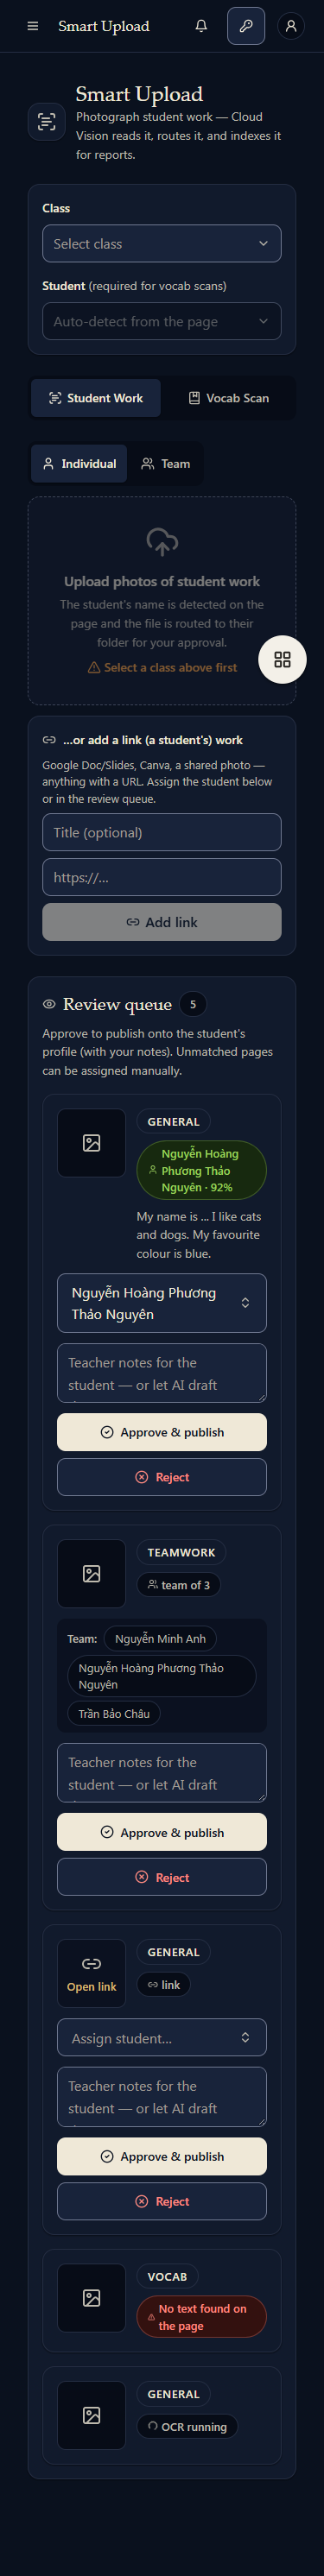 Smart Upload
Smart Upload
Photograph student work — Cloud
Vision reads it, routes it, and indexes it
for reports.
Class
Select class
Student (required for vocab scans)
Auto-detect from the page
Student Work
Vocab Scan
Individual
Team
Upload photos of student work
The student's name is detected on the
page and the file is routed to their
folder for your approval.
Select a class above first
...or add a link (a student's) work
Google Doc/Slides, Canva, a shared photo —
anything with a URL. Assign the student below
or in the review queue.
Title (optional)
https://...
Add link
Review queue 5
Approve to publish onto the student's
profile (with your notes). Unmatched pages
can be assigned manually.
GENERAL
Nguyễn Hoàng
Phương Thảo
Nguyên · 92%
My name is ... I like cats
and dogs. My favourite
colour is blue.
Nguyễn Hoàng Phương
Thảo Nguyên
Teacher notes for the
student — or let AI draft
Approve & publish
Reject
TEAMWORK
team of 3
Team: Nguyễn Minh Anh
Nguyễn Hoàng Phương Thảo
Nguyên
Trần Bảo Châu
Teacher notes for the
student — or let AI draft
Approve & publish
Reject
Open link
GENERAL
link
Assign student...
Teacher notes for the
student — or let AI draft
Approve & publish
Reject
VOCAB
No text found on
the page
GENERAL
OCR running